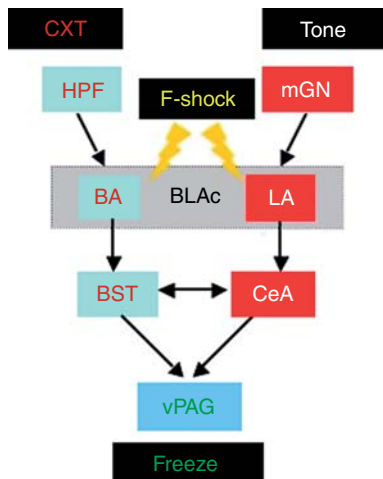 CXT
Tone
HPF
F-shock
mGN
BA
BLAc
LA
BST
CeA
vPAG
Freeze